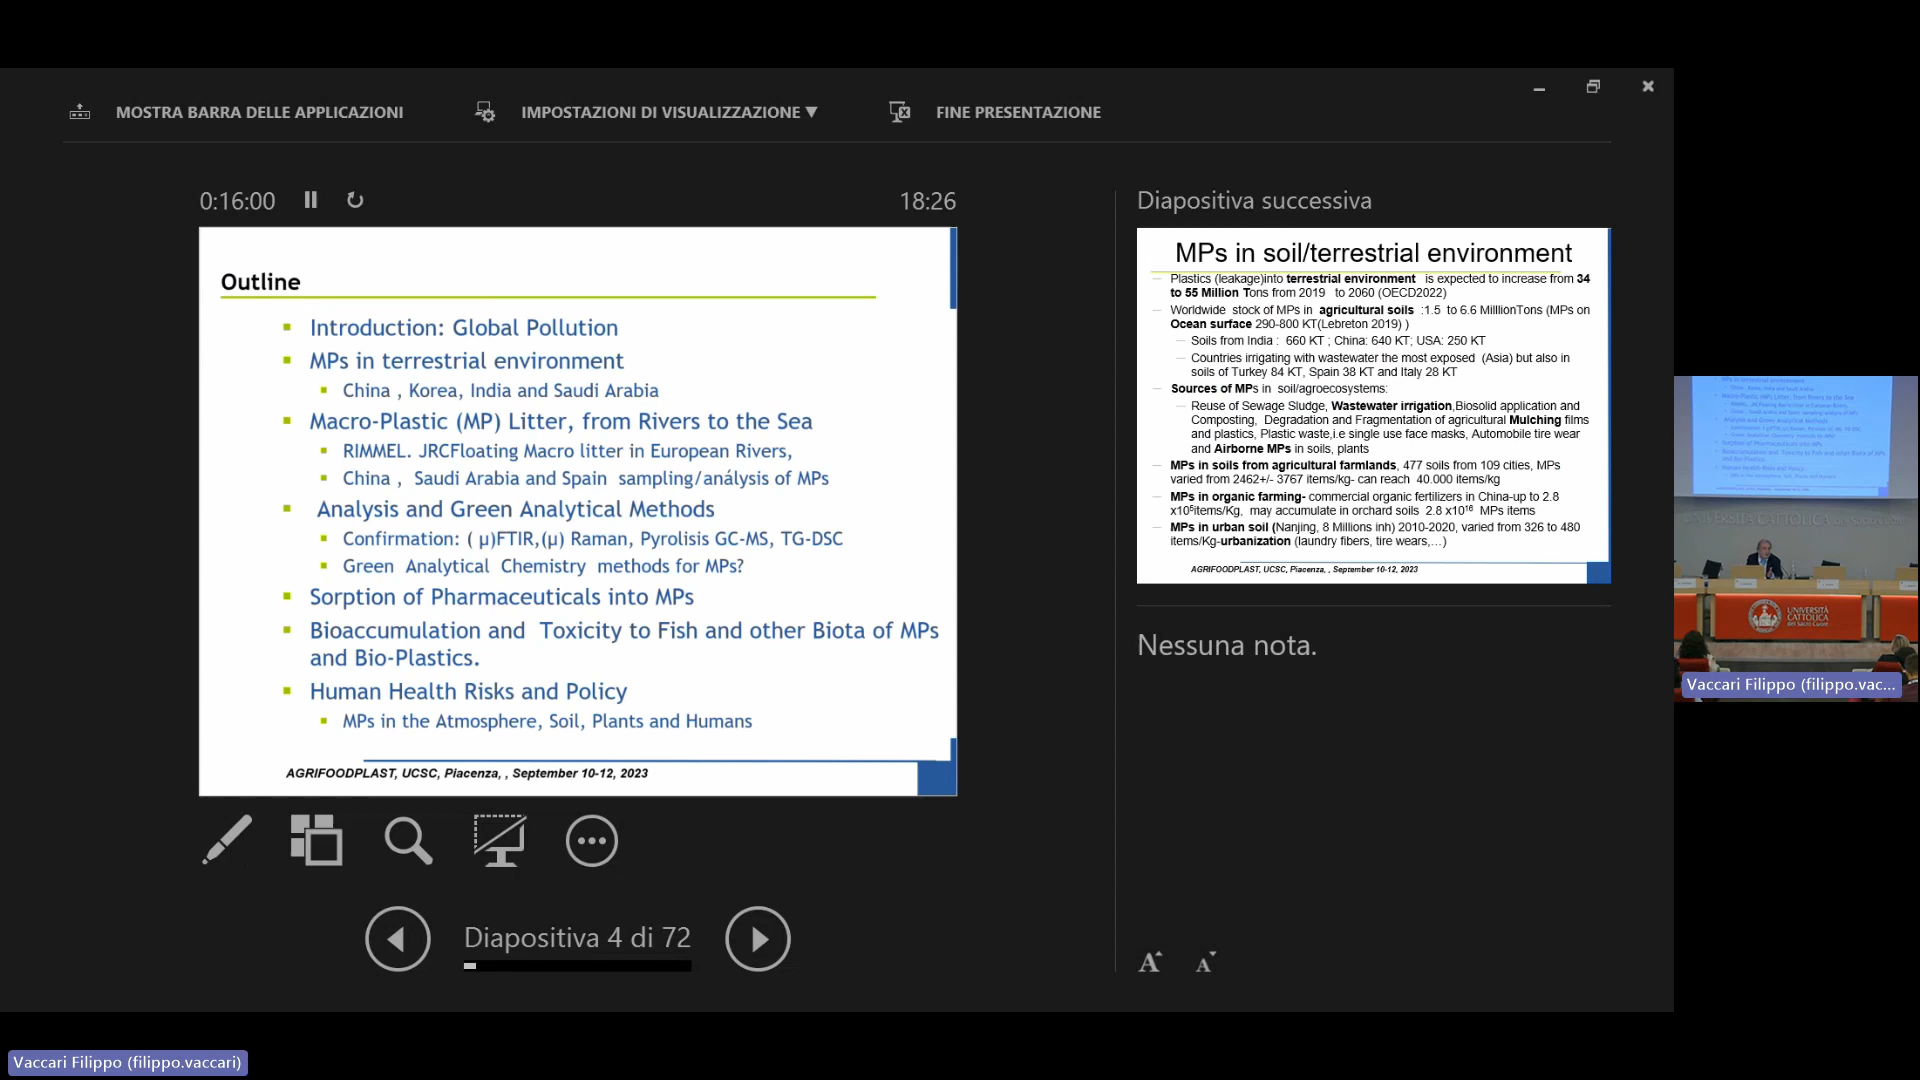 MOSTRA BARRA DELLE APPLICAZIONI
IMPOSTAZIONI DI VISUALIZZAZIONE ▼
FINE PRESENTAZIONE
0:16:00
18:26
Outline
Introduction: Global Pollution
MPs in terrestrial environment
China , Korea, India and Saudi Arabia
Macro-Plastic (MP) Litter, from Rivers to the Sea
RIMMEL. JRCFloating Macro litter in European Rivers,
China , Saudi Arabia and Spain sampling/análysis of MPs
Analysis and Green Analytical Methods
Confirmation: ( µ)FTIR,(µ) Raman, Pyrolisis GC-MS, TG-DSC
Green Analytical Chemistry methods for MPs?
Sorption of Pharmaceuticals into MPs
Bioaccumulation and Toxicity to Fish and other Biota of MPs
and Bio-Plastics.
Human Health Risks and Policy
MPs in the Atmosphere, Soil, Plants and Humans
AGRIFOODPLAST, UCSC, Piacenza, , September 10-12, 2023
Diapositiva 4 di 72
Diapositiva successiva
MPs in soil/terrestrial environment
Plastics (leakage)into terrestrial environment is expected to increase from 34
to 55 Million Tons from 2019 to 2060 (OECD2022)
Worldwide stock of MPs in agricultural soils :1.5 to 6.6 MilllionTons (MPs on
Ocean surface 290-800 KT(Lebreton 2019) )
Soils from India : 660 KT ; China: 640 KT; USA: 250 KT
Countries irrigating with wastewater the most exposed (Asia) but also in
soils of Turkey 84 KT, Spain 38 KT and Italy 28 KT
Sources of MPs in soil/agroecosystems:
Reuse of Sewage Sludge, Wastewater irrigation,Biosolid application and
Composting, Degradation and Fragmentation of agricultural Mulching films
and plastics, Plastic waste,i.e single use face masks, Automobile tire wear
and Airborne MPs in soils, plants
MPs in soils from agricultural farmlands, 477 soils from 109 cities, MPs
varied from 2462+/- 3767 items/kg- can reach 40.000 items/kg
MPs in organic farming- commercial organic fertilizers in China-up to 2.8
x10⁵items/Kg, may accumulate in orchard soils 2.8 x10¹⁶ MPs items
MPs in urban soil (Nanjing, 8 Millions inh) 2010-2020, varied from 326 to 480
items/Kg-urbanization (laundry fibers, tire wears,...)
AGRIFOODPLAST, UCSC, Piacenza, , September 10-12, 2023
Nessuna nota.
UNIVERSITÀ CATTOLICA del Sacro Cuore
UNIVERSITÀ
CATTOLICA
del Sacro Cuore
Vaccari Filippo (filippo.vac...
Vaccari Filippo (filippo.vaccari)